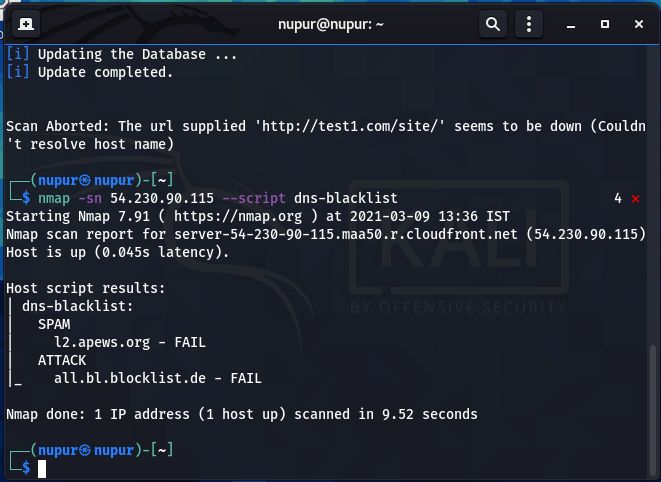 nupur@nupur: ~
[i] Updating the Database ...
[i] Update completed.
Scan Aborted: The url supplied 'http://test1.com/site/' seems to be down (Couldn
't resolve host name)
┌──(nupur㉿nupur)-[~]
└─$ nmap -sn 54.230.90.115 --script dns-blacklist 4 ⨯
Starting Nmap 7.91 ( https://nmap.org ) at 2021-03-09 13:36 IST
Nmap scan report for server-54-230-90-115.maa50.r.cloudfront.net (54.230.90.115)
Host is up (0.045s latency).
Host script results:
| dns-blacklist:
|   SPAM
|     l2.apews.org - FAIL
|   ATTACK
|_    all.bl.blocklist.de - FAIL
Nmap done: 1 IP address (1 host up) scanned in 9.52 seconds
┌──(nupur㉿nupur)-[~]
└─$
KALI
BY OFFENSIVE SECURITY